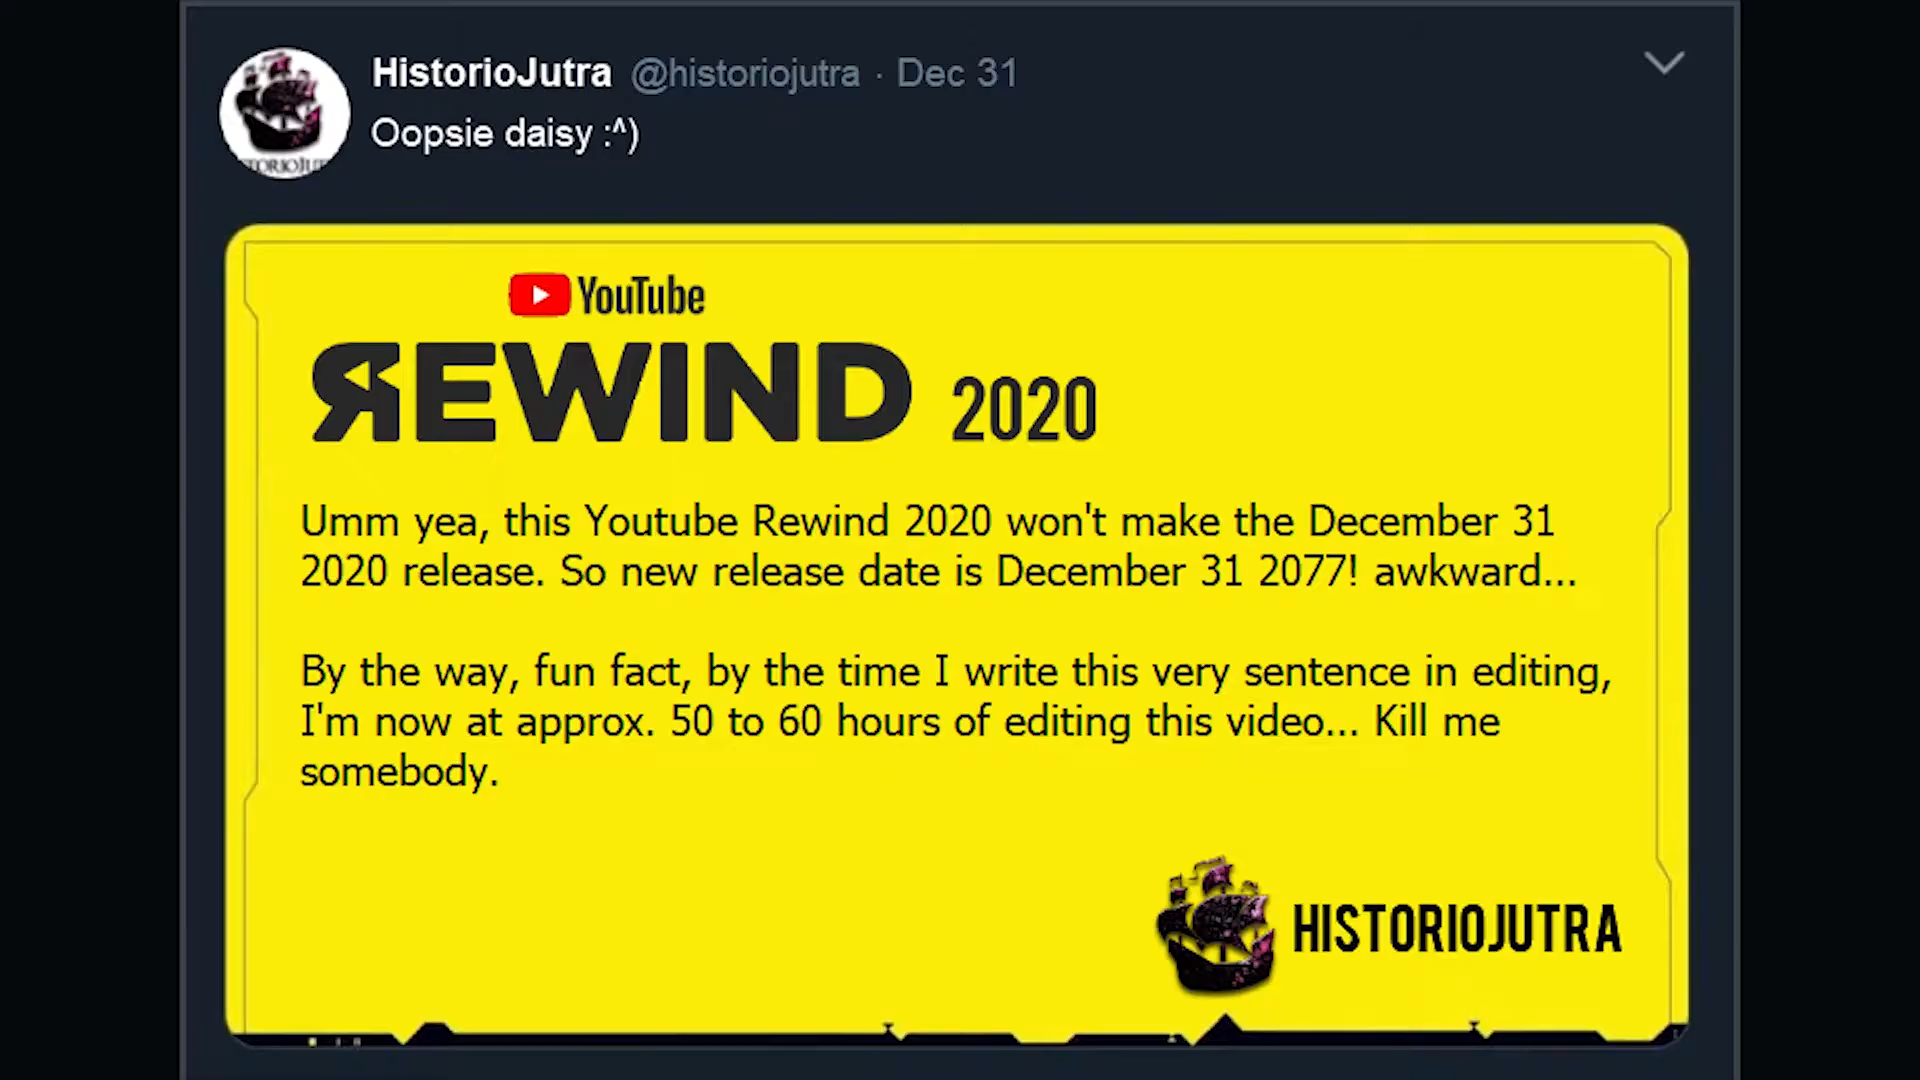 HistorioJutra @historiojutra · Dec 31
Oopsie daisy :^)
YouTube
REWIND 2020
Umm yea, this Youtube Rewind 2020 won't make the December 31
2020 release. So new release date is December 31 2077! awkward...
By the way, fun fact, by the time I write this very sentence in editing,
I'm now at approx. 50 to 60 hours of editing this video... Kill me
somebody.
HISTORIOJUTRA